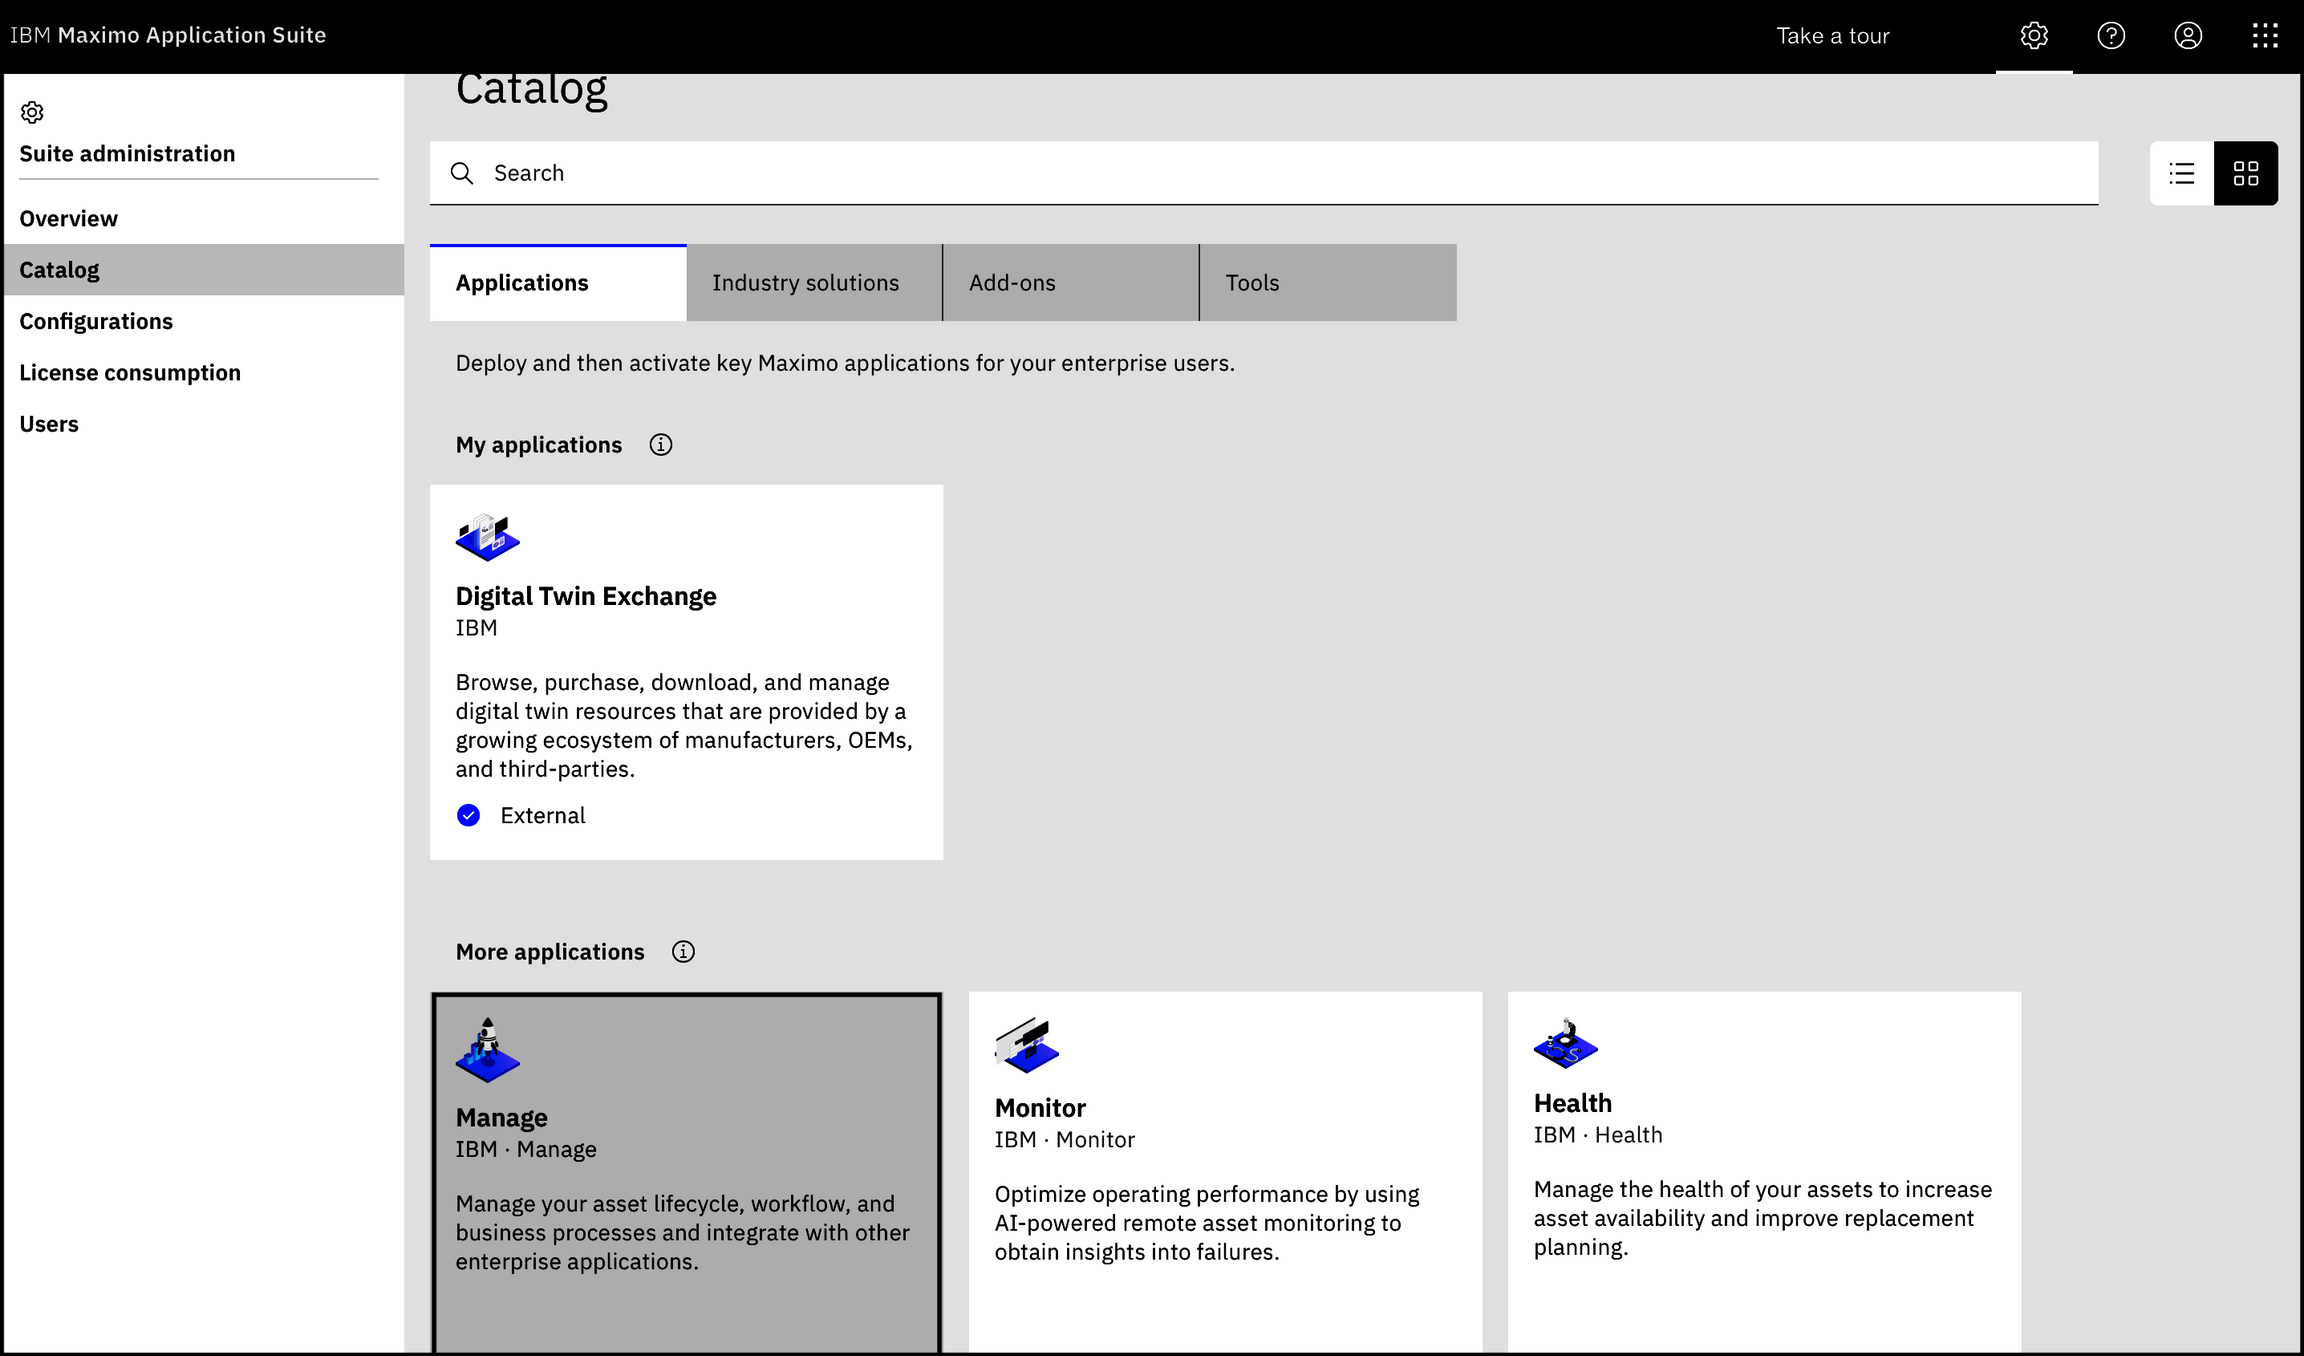 IBM Maximo Application Suite
Take a tour
Suite administration
Overview
Catalog
Configurations
License consumption
Users
Catalog
Search
Applications
Industry solutions
Add-ons
Tools
Deploy and then activate key Maximo applications for your enterprise users.
My applications
Digital Twin Exchange
IBM
Browse, purchase, download, and manage
digital twin resources that are provided by a
growing ecosystem of manufacturers, OEMs,
and third-parties.
External
More applications
Manage
IBM · Manage
Manage your asset lifecycle, workflow, and
business processes and integrate with other
enterprise applications.
Monitor
IBM · Monitor
Optimize operating performance by using
AI-powered remote asset monitoring to
obtain insights into failures.
Health
IBM · Health
Manage the health of your assets to increase
asset availability and improve replacement
planning.